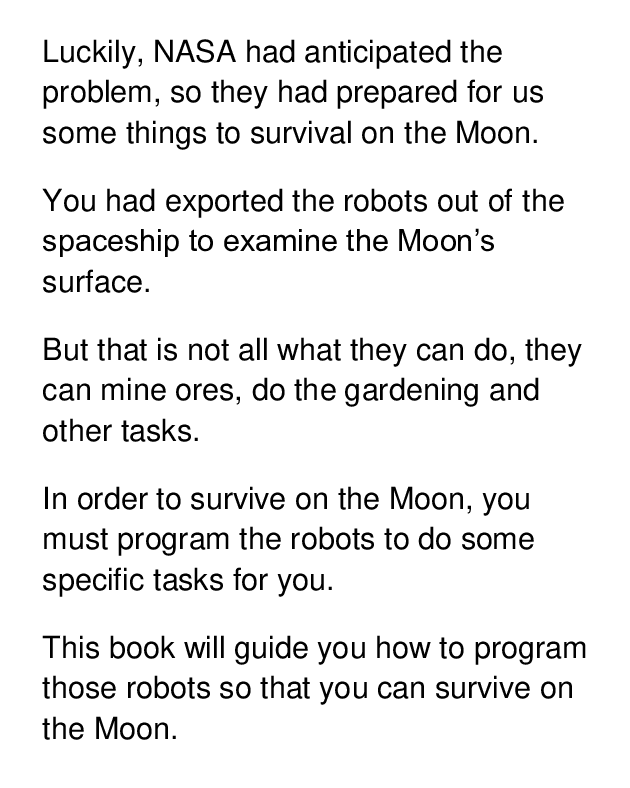 Luckily, NASA had anticipated the
problem, so they had prepared for us
some things to survival on the Moon.
You had exported the robots out of the
spaceship to examine the Moon’s
surface.
But that is not all what they can do, they
can mine ores, do the gardening and
other tasks.
In order to survive on the Moon, you
must program the robots to do some
specific tasks for you.
This book will guide you how to program
those robots so that you can survive on
the Moon.